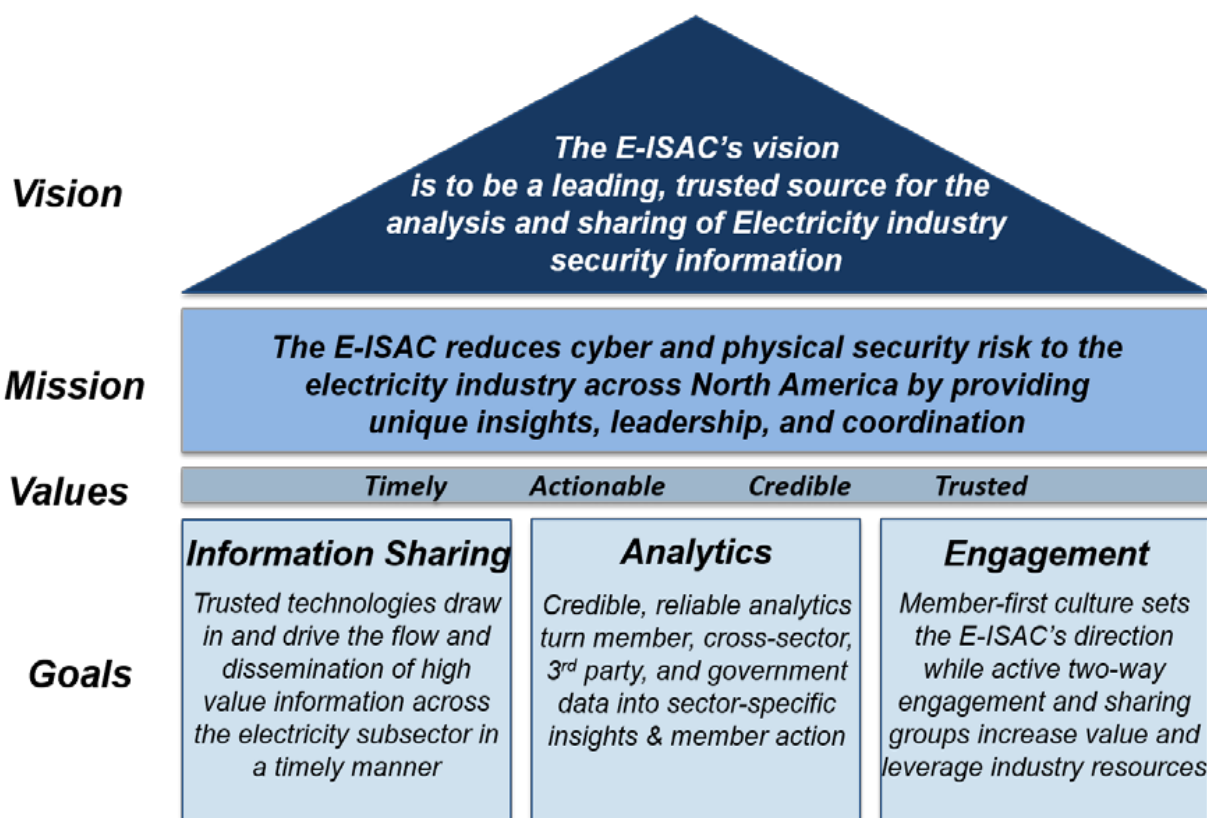 Vision
The E-ISAC's vision
is to be a leading, trusted source for the
analysis and sharing of Electricity industry
security information
Mission
The E-ISAC reduces cyber and physical security risk to the
electricity industry across North America by providing
unique insights, leadership, and coordination
Values
Timely Actionable Credible Trusted
Goals
Information Sharing
Trusted technologies draw
in and drive the flow and
dissemination of high
value information across
the electricity subsector in
a timely manner
Analytics
Credible, reliable analytics
turn member, cross-sector,
3rd party, and government
data into sector-specific
insights & member action
Engagement
Member-first culture sets
the E-ISAC's direction
while active two-way
engagement and sharing
groups increase value and
leverage industry resources